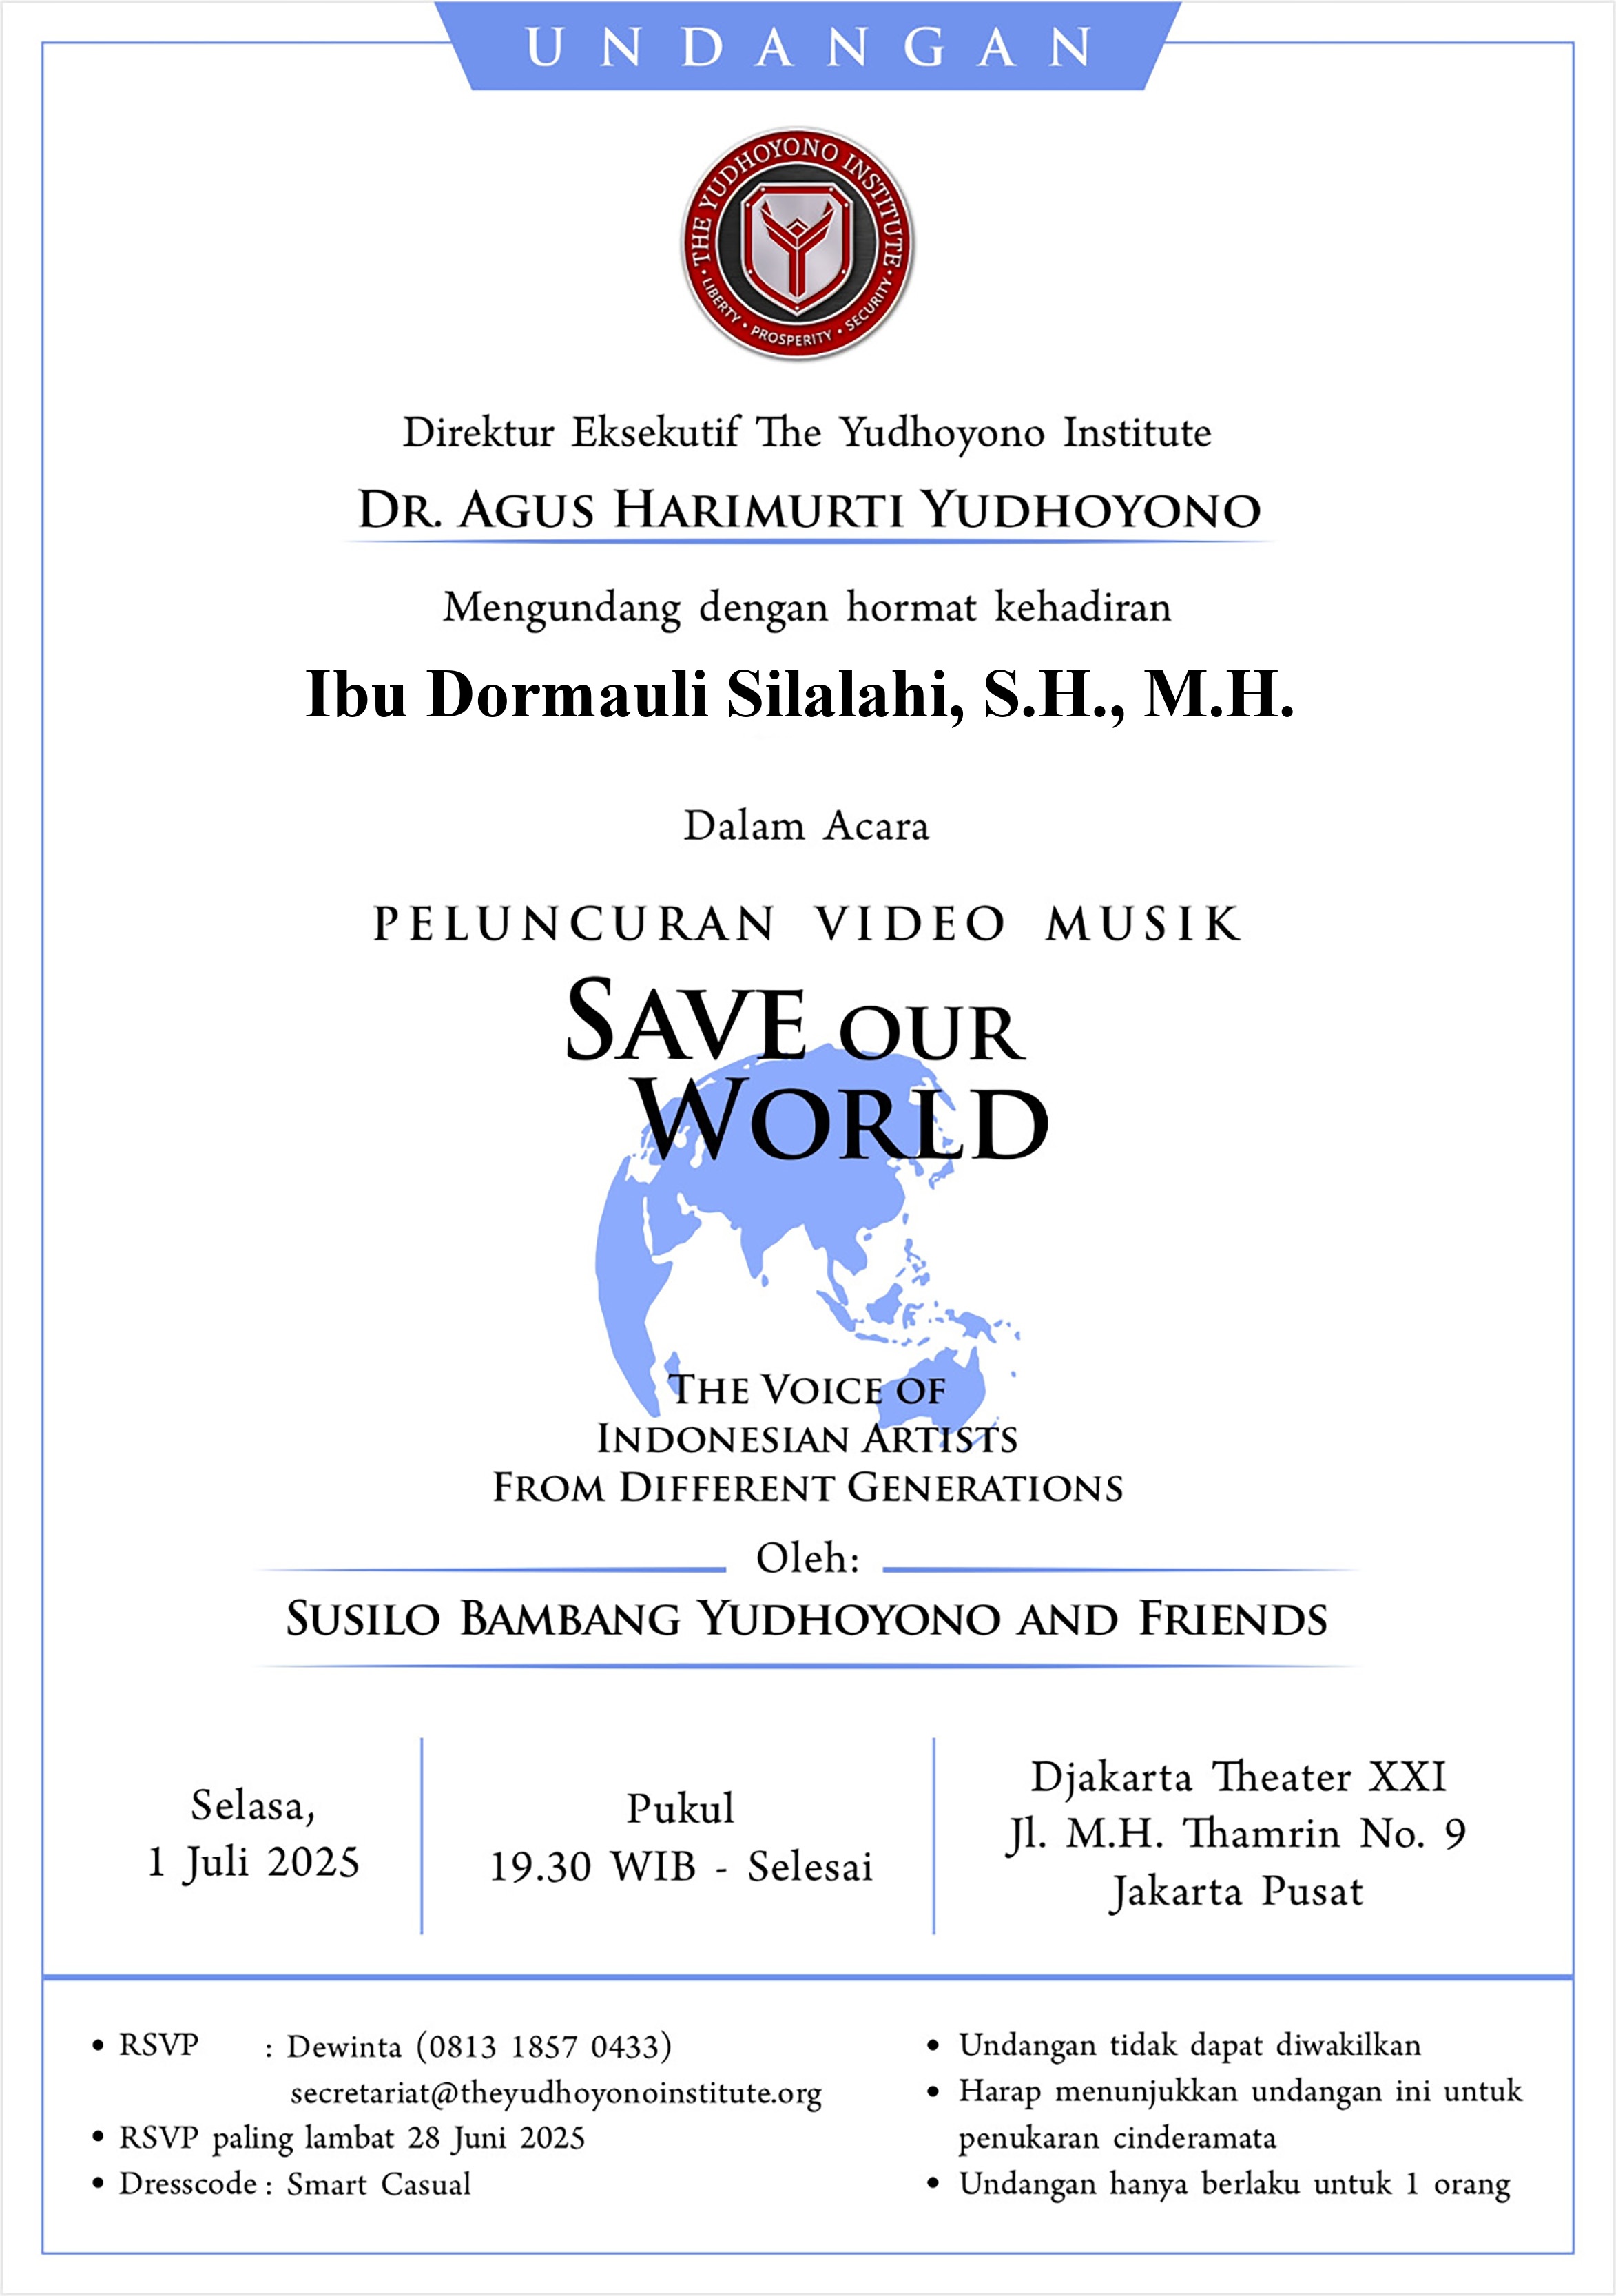 UNDANGAN
THE YUDHOYONO INSTITUTE
• LIBERTY • PROSPERITY • SECURITY •
Direktur Eksekutif The Yudhoyono Institute
DR. AGUS HARIMURTI YUDHOYONO
Mengundang dengan hormat kehadiran
Ibu Dormauli Silalahi, S.H., M.H.
Dalam Acara
PELUNCURAN VIDEO MUSIK
SAVE OUR
WORLD
THE VOICE OF
INDONESIAN ARTISTS
FROM DIFFERENT GENERATIONS
Oleh:
SUSILO BAMBANG YUDHOYONO AND FRIENDS
Selasa,
1 Juli 2025
Pukul
19.30 WIB - Selesai
Djakarta Theater XXI
Jl. M.H. Thamrin No. 9
Jakarta Pusat
• RSVP : Dewinta (0813 1857 0433)
secretariat@theyudhoyonoinstitute.org
• RSVP paling lambat 28 Juni 2025
• Dresscode : Smart Casual
• Undangan tidak dapat diwakilkan
• Harap menunjukkan undangan ini untuk
penukaran cinderamata
• Undangan hanya berlaku untuk 1 orang